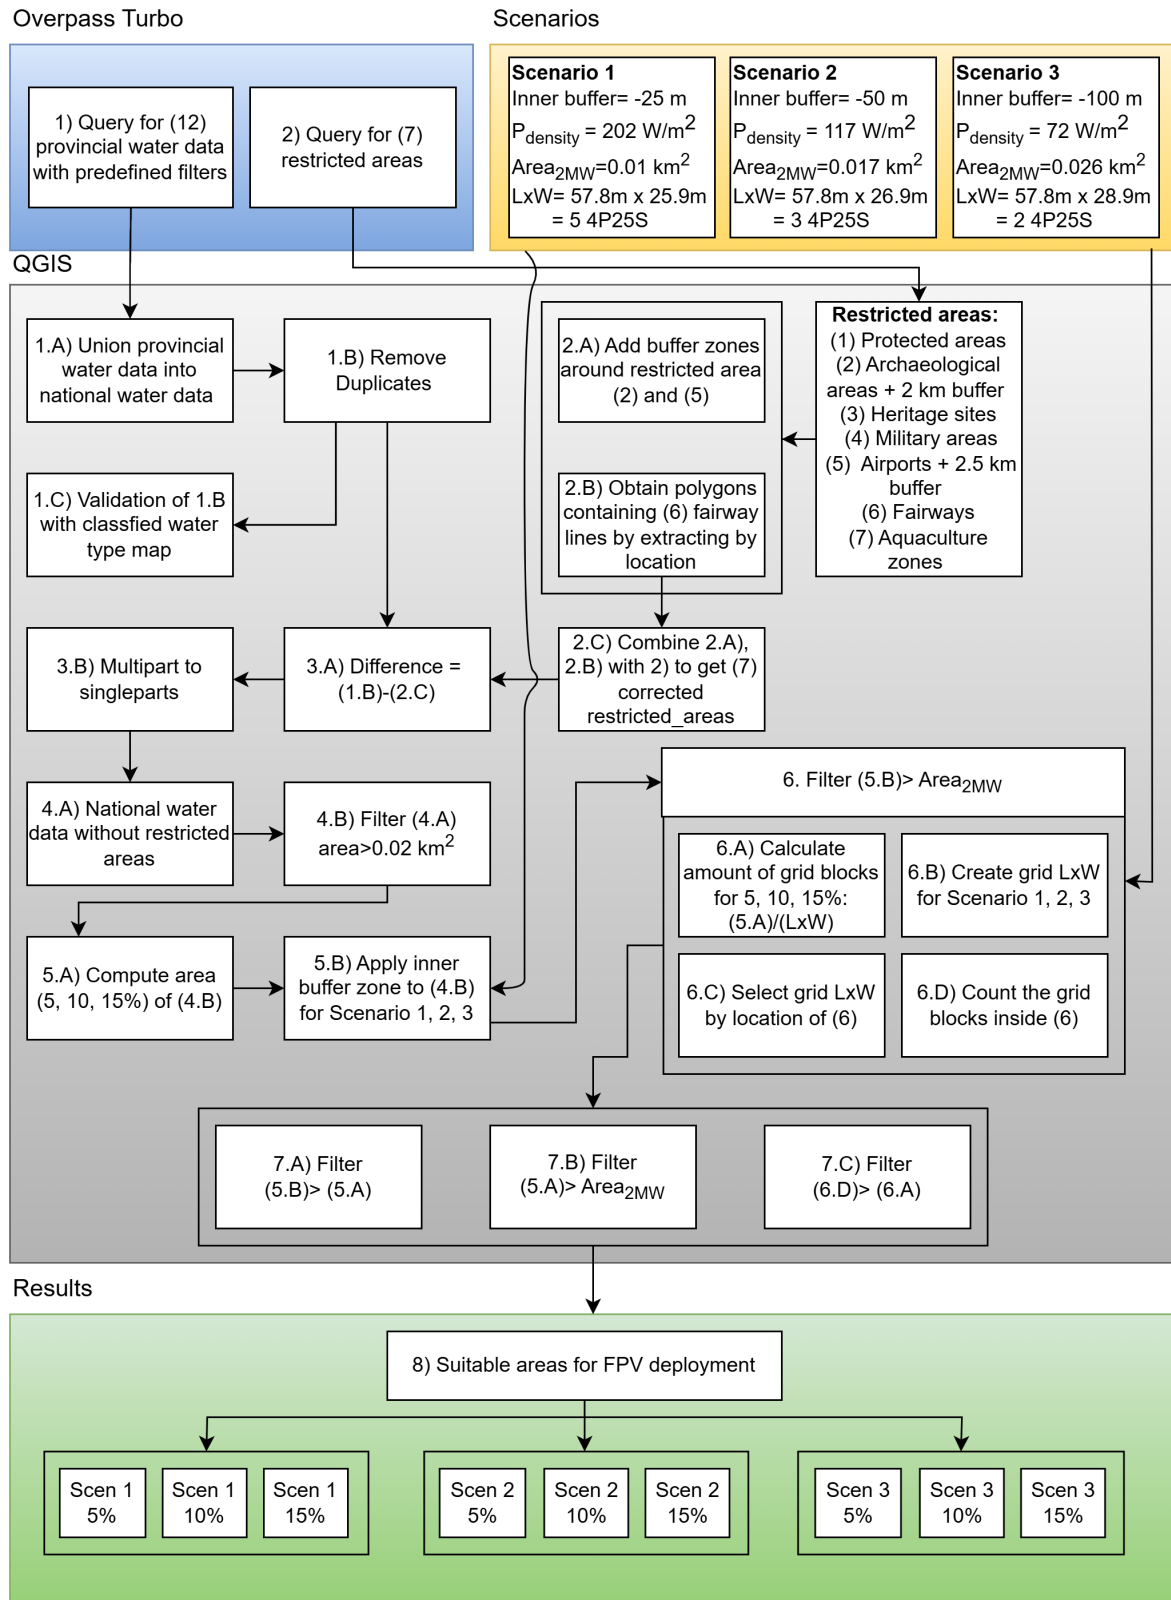 Overpass Turbo
Scenarios
1) Query for (12)
provincial water data
with predefined filters
2) Query for (7)
restricted areas
Scenario 1
Inner buffer= -25 m
P_density = 202 W/m²
Area_2MW=0.01 km²
LxW= 57.8m x 25.9m
= 5 4P25S
Scenario 2
Inner buffer= -50 m
P_density = 117 W/m²
Area_2MW=0.017 km²
LxW= 57.8m x 26.9m
= 3 4P25S
Scenario 3
Inner buffer= -100 m
P_density = 72 W/m²
Area_2MW=0.026 km²
LxW= 57.8m x 28.9m
= 2 4P25S
QGIS
1.A) Union provincial
water data into
national water data
1.B) Remove
Duplicates
2.A) Add buffer zones
around restricted area
(2) and (5)
Restricted areas:
(1) Protected areas
(2) Archaeological
areas + 2 km buffer
(3) Heritage sites
(4) Military areas
(5) Airports + 2.5 km
buffer
(6) Fairways
(7) Aquaculture
zones
1.C) Validation of 1.B
with classfied water
type map
2.B) Obtain polygons
containing (6) fairway
lines by extracting by
location
3.B) Multipart to
singleparts
3.A) Difference =
(1.B)-(2.C)
2.C) Combine 2.A),
2.B) with 2) to get (7)
corrected
restricted_areas
4.A) National water
data without restricted
areas
4.B) Filter (4.A)
area>0.02 km²
6. Filter (5.B)> Area_2MW
6.A) Calculate
amount of grid blocks
for 5, 10, 15%:
(5.A)/(LxW)
6.B) Create grid LxW
for Scenario 1, 2, 3
5.A) Compute area
(5, 10, 15%) of (4.B)
5.B) Apply inner
buffer zone to (4.B)
for Scenario 1, 2, 3
6.C) Select grid LxW
by location of (6)
6.D) Count the grid
blocks inside (6)
7.A) Filter
(5.B)> (5.A)
7.B) Filter
(5.A)> Area_2MW
7.C) Filter
(6.D)> (6.A)
Results
8) Suitable areas for FPV deployment
Scen 1
5%
Scen 1
10%
Scen 1
15%
Scen 2
5%
Scen 2
10%
Scen 2
15%
Scen 3
5%
Scen 3
10%
Scen 3
15%